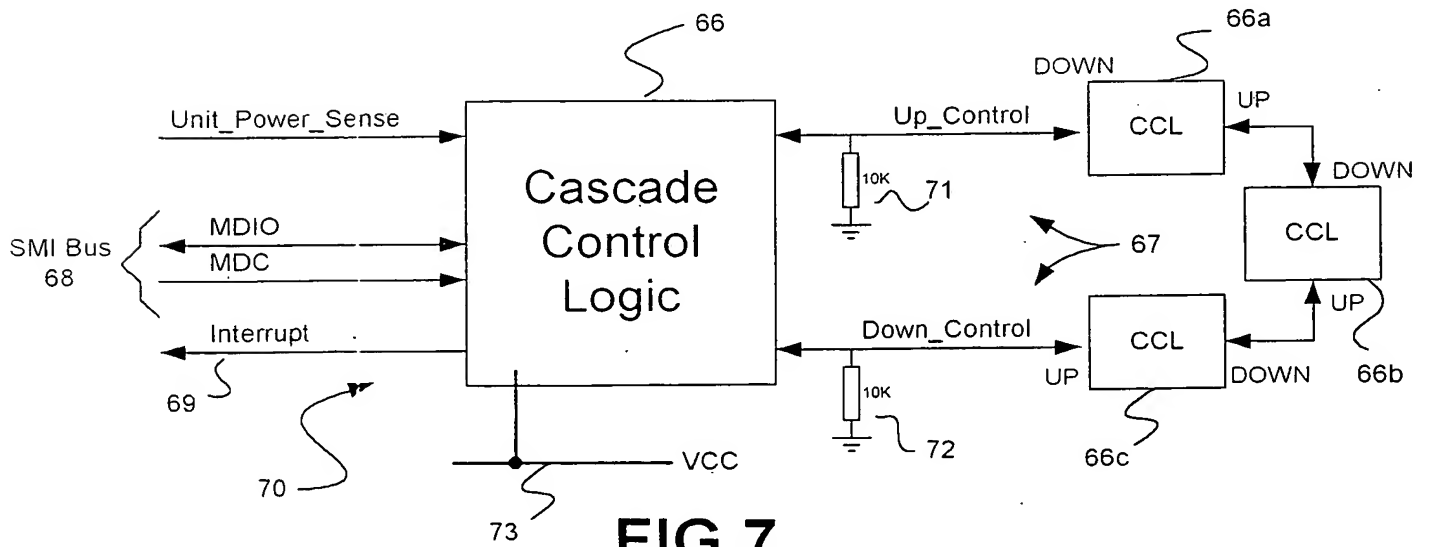 66
66a
DOWN
Unit_Power_Sense
Up_Control
CCL
UP
10K
71
DOWN
Cascade
Control
Logic
SMI Bus
68
MDIO
MDC
67
CCL
Interrupt
Down_Control
CCL
UP
UP
DOWN
66b
69
10K
72
66c
70
VCC
73
FIG 7